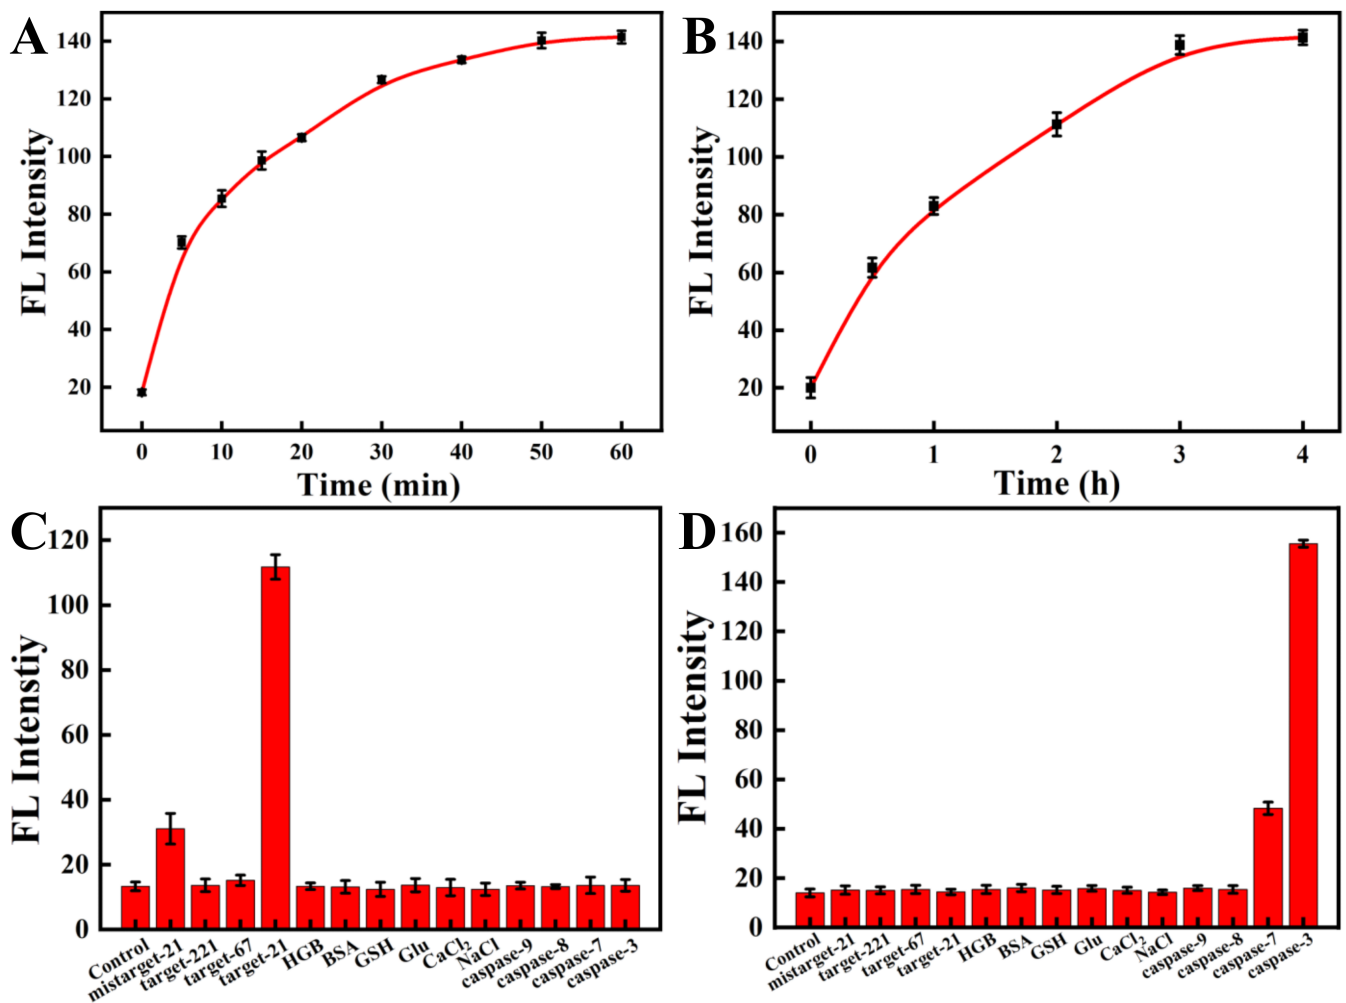 A
FL Intensity
140
120
100
80
60
40
20
0 10 20 30 40 50 60
Time (min)
B
FL Intensity
140
120
100
80
60
40
20
0 1 2 3 4
Time (h)
C
FL Intenstiy
120
100
80
60
40
20
0
Control mistarget-21 target-221 target-67 target-21 HGB BSA GSH Glu CaCl₂ NaCl caspase-9 caspase-8 caspase-7 caspase-3
D
FL Intensity
160
140
120
100
80
60
40
20
0
Control mistarget-21 target-221 target-67 target-21 HGB BSA GSH Glu CaCl₂ NaCl caspase-9 caspase-8 caspase-7 caspase-3